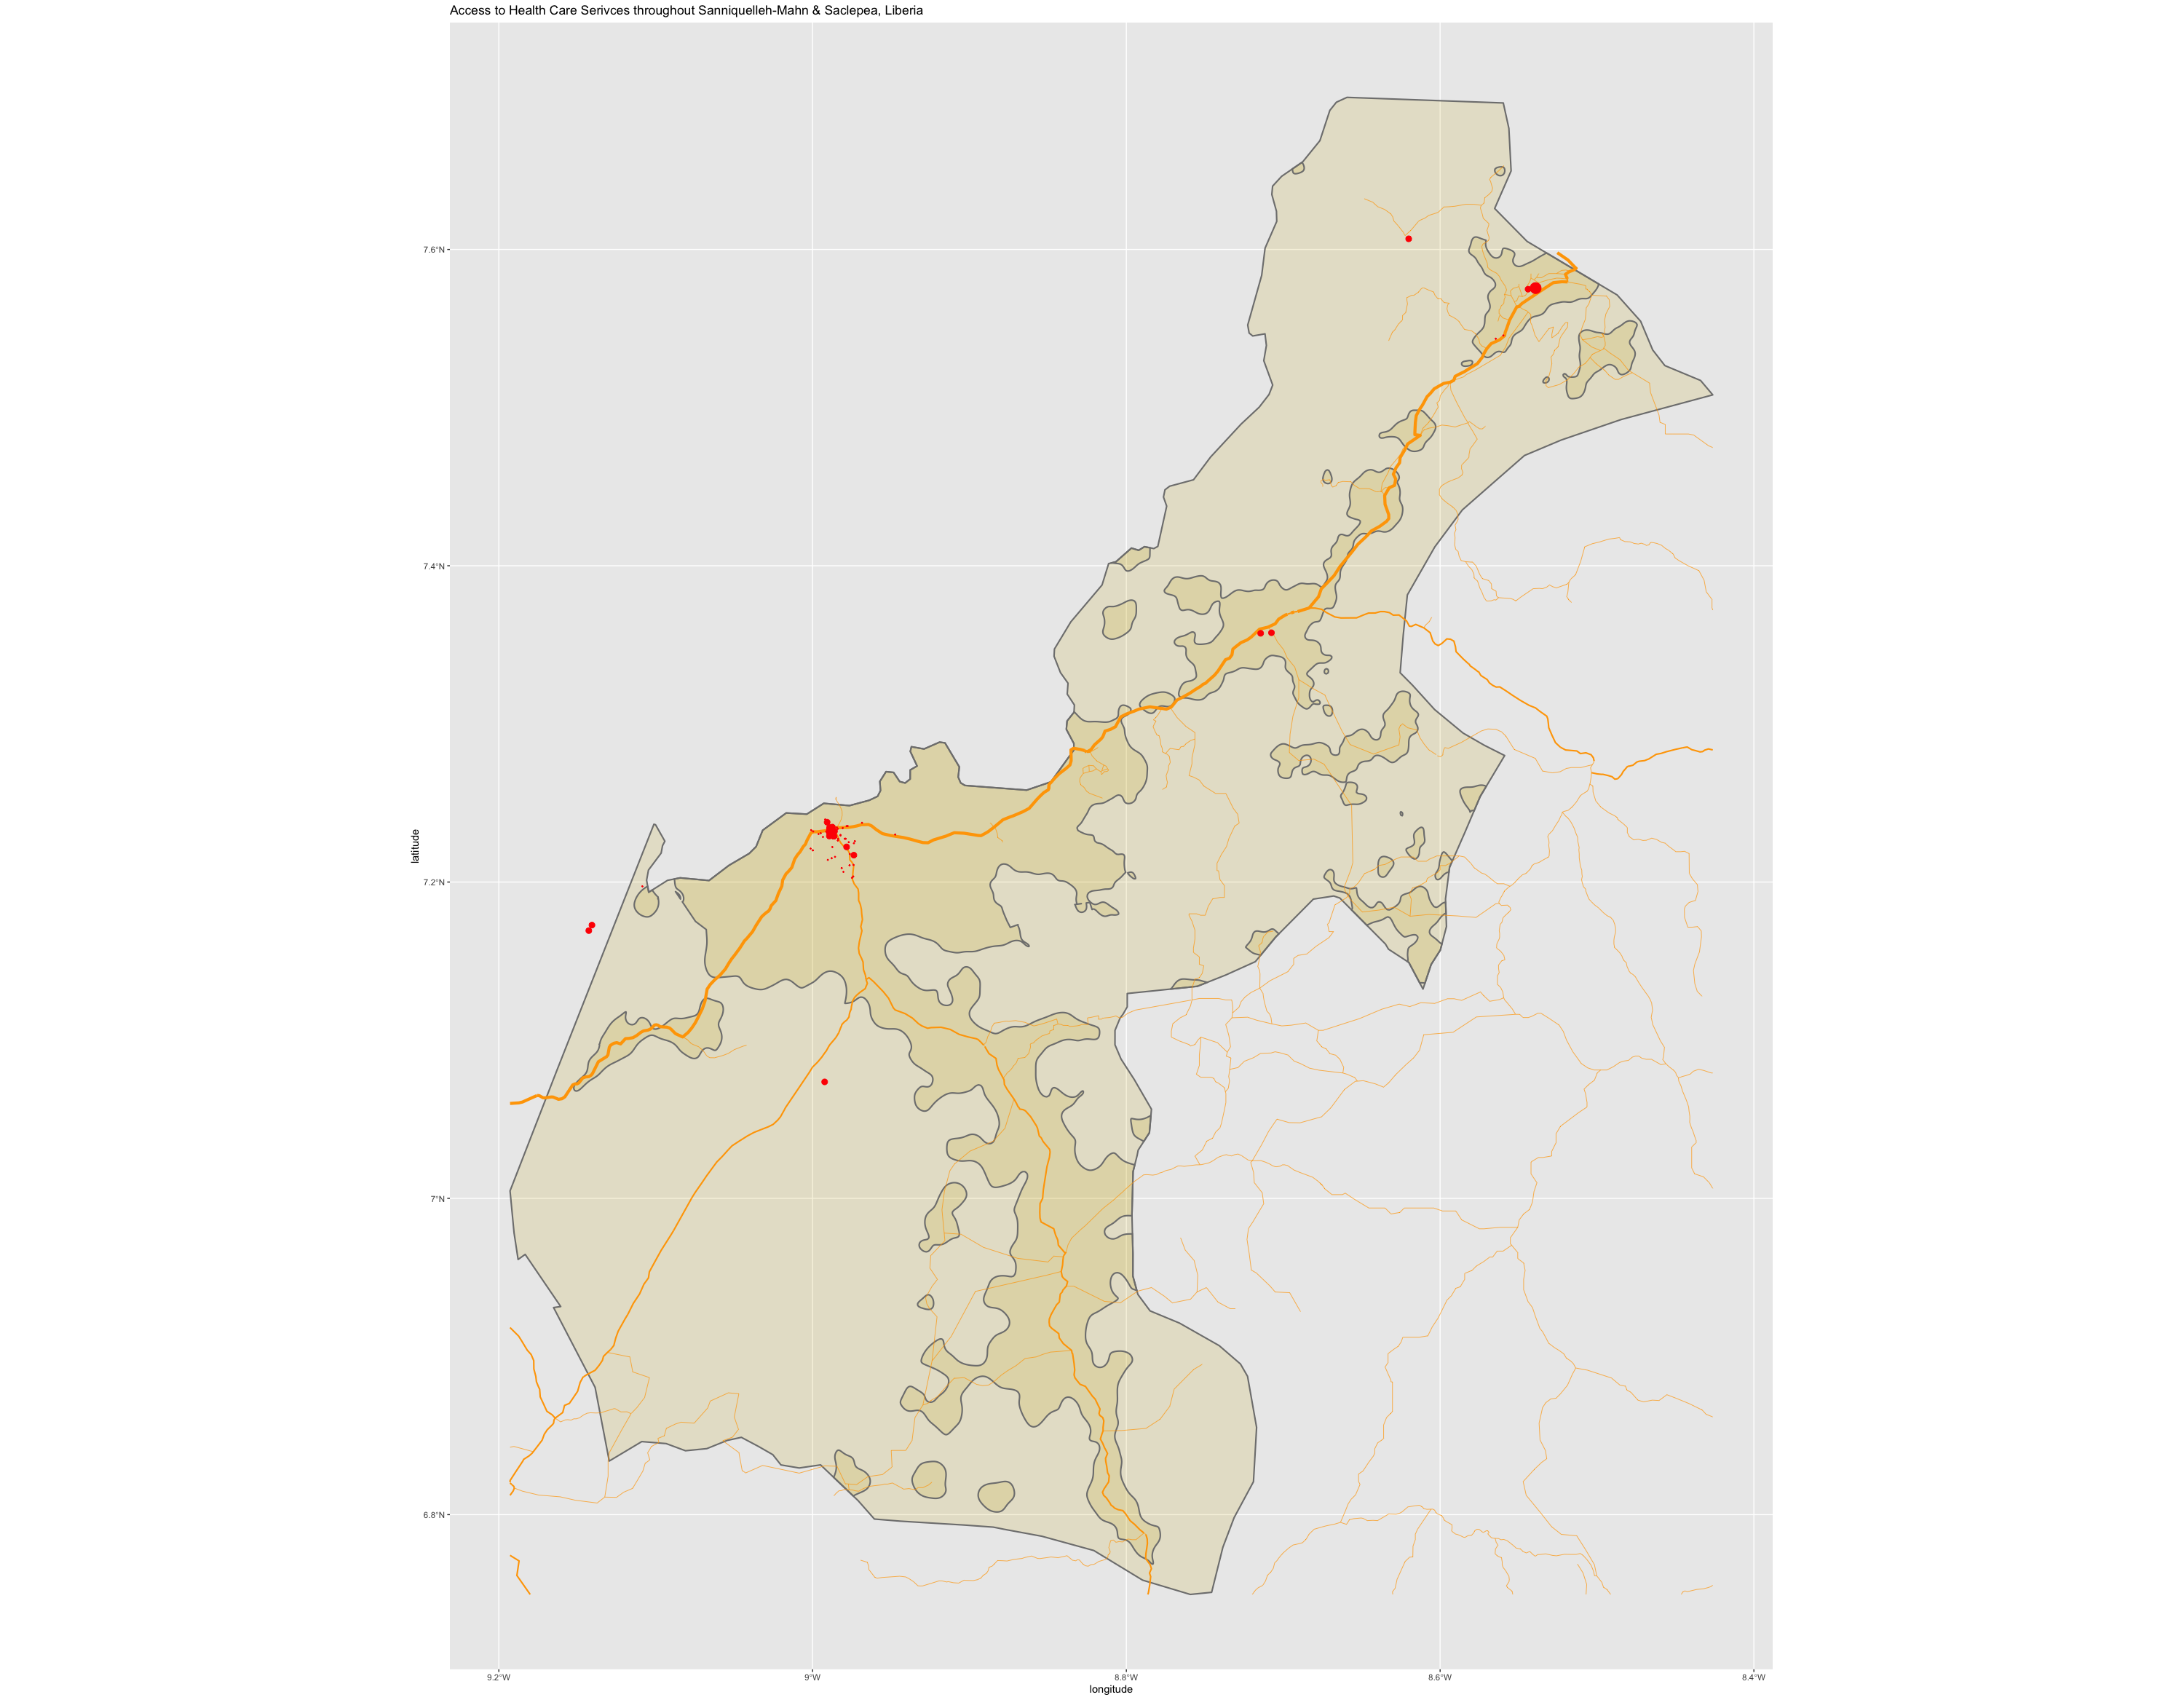 Access to Health Care Serivces throughout Sanniquelleh-Mahn & Saclepea, Liberia
7.6°N
7.4°N
7.2°N
7°N
6.8°N
latitude
9.2°W
9°W
8.8°W
8.6°W
8.4°W
longitude